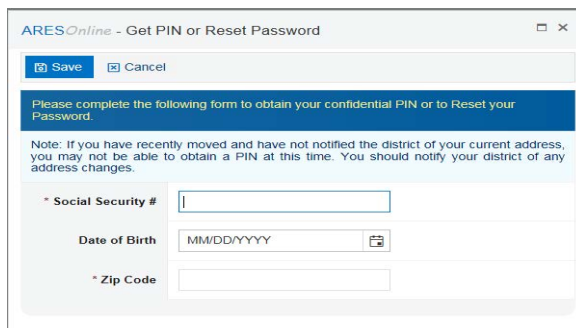 ARESOnline - Get PIN or Reset Password
Save Cancel
Please complete the following form to obtain your confidential PIN or to Reset your
Password.
Note: If you have recently moved and have not notified the district of your current address,
you may not be able to obtain a PIN at this time. You should notify your district of any
address changes.
* Social Security #
Date of Birth MM/DD/YYYY
* Zip Code